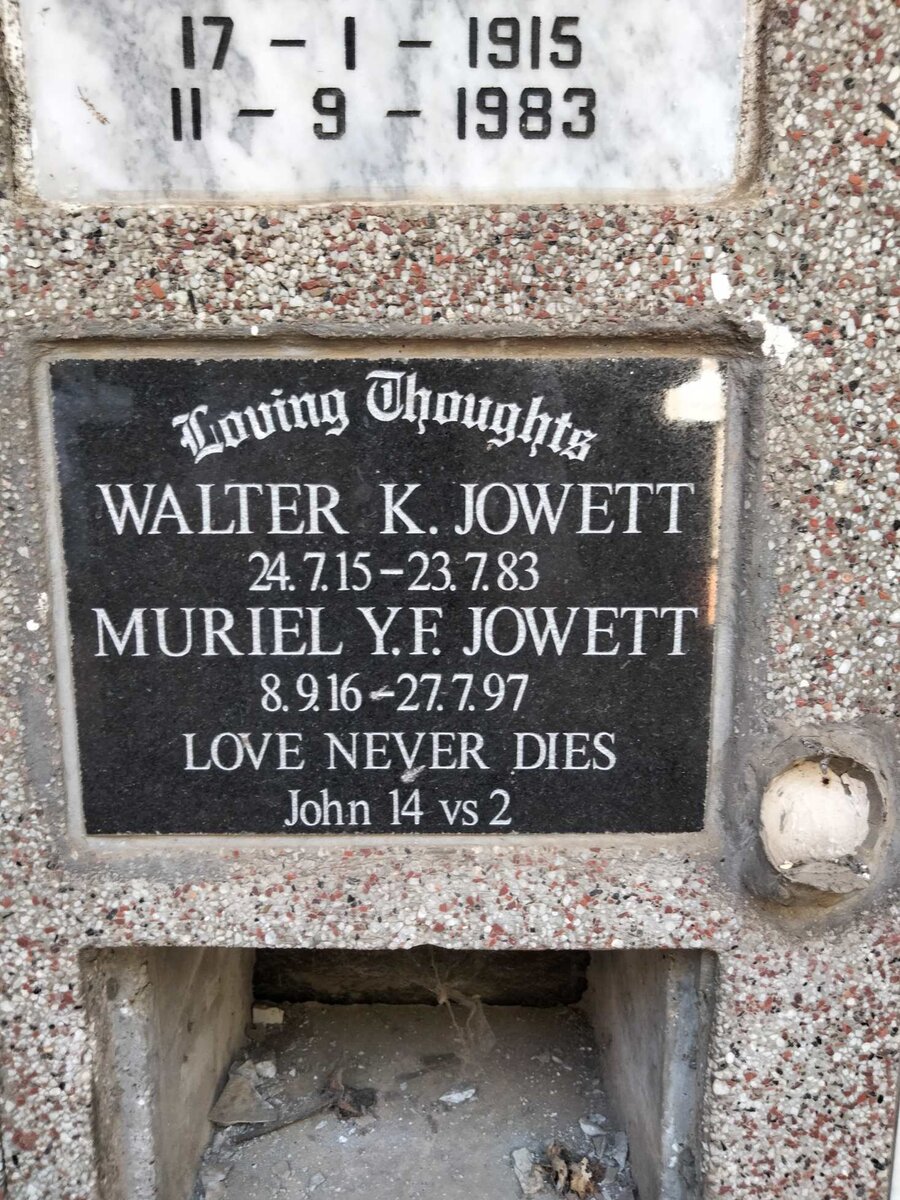 17 - 1 - 1915
11 - 9 - 1983
Loving Thoughts
WALTER K. JOWETT
24.7.15-23.7.83
MURIEL Y.F. JOWETT
8.9.16-27.7.97
LOVE NEVER DIES
John 14 vs 2